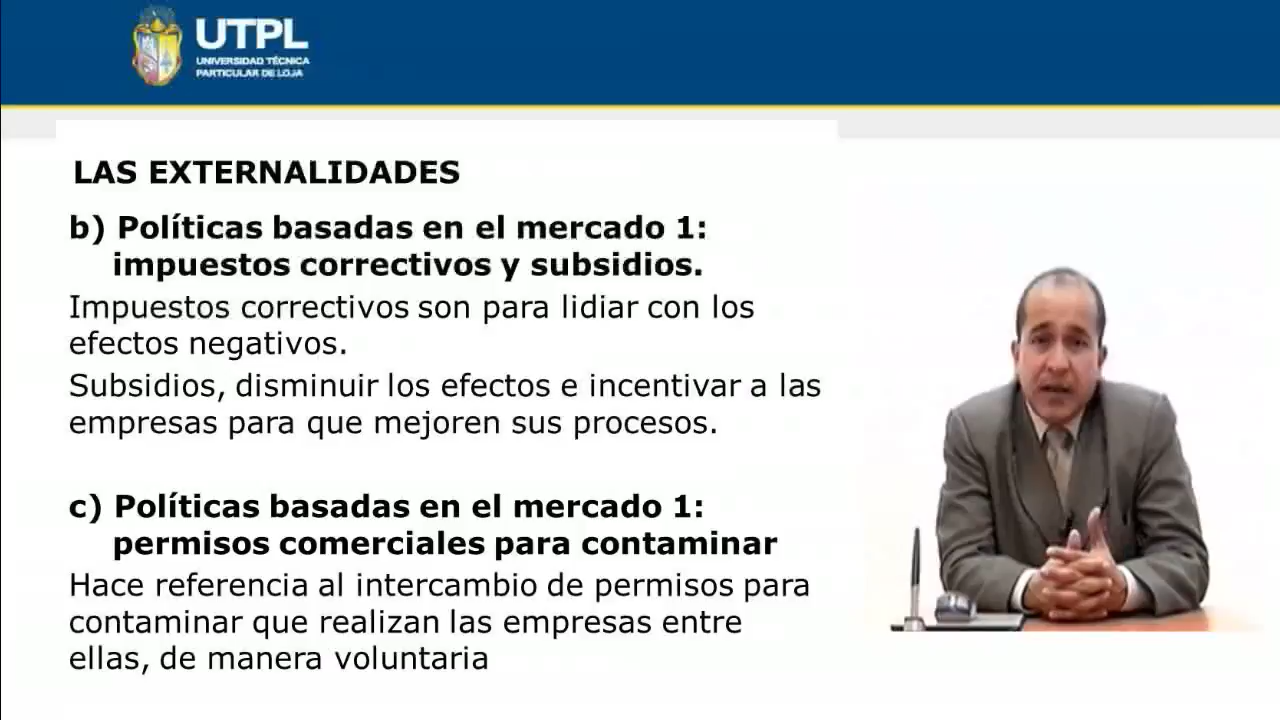 UTPL
UNIVERSIDAD TÉCNICA
PARTICULAR DE LOJA
LAS EXTERNALIDADES
b) Políticas basadas en el mercado 1:
impuestos correctivos y subsidios.
Impuestos correctivos son para lidiar con los
efectos negativos.
Subsidios, disminuir los efectos e incentivar a las
empresas para que mejoren sus procesos.
c) Políticas basadas en el mercado 1:
permisos comerciales para contaminar
Hace referencia al intercambio de permisos para
contaminar que realizan las empresas entre
ellas, de manera voluntaria